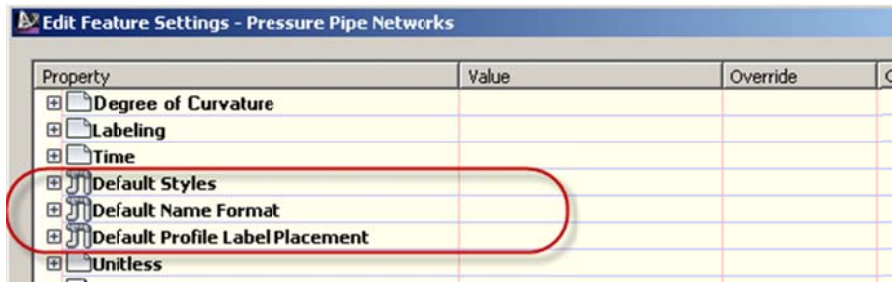 Edit Feature Settings - Pressure Pipe Networks
Property Value Override
Degree of Curvature
Labeling
Time
Default Styles
Default Name Format
Default Profile Label Placement
Unitless